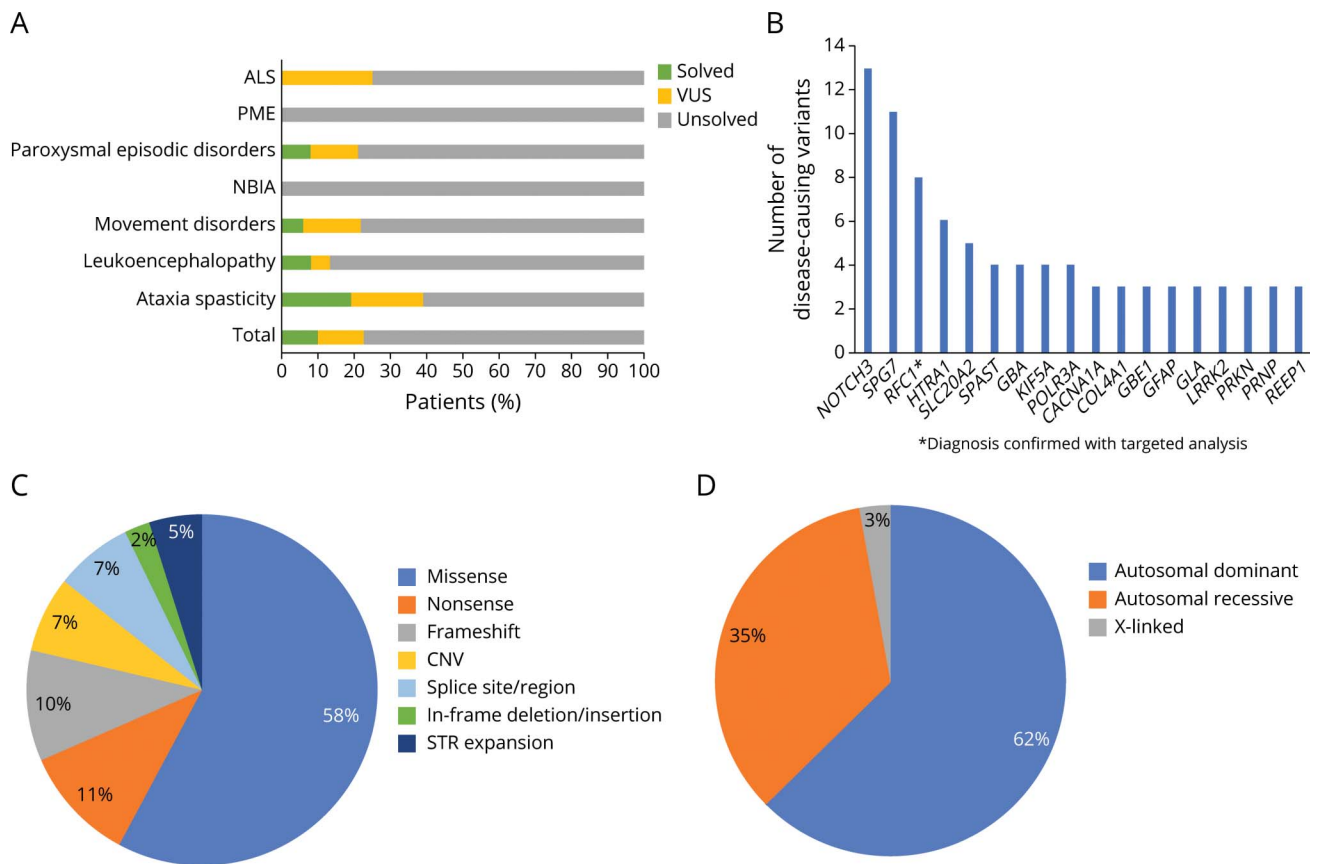 A
ALS
PME
Paroxysmal episodic disorders
NBIA
Movement disorders
Leukoencephalopathy
Ataxia spasticity
Total
0 10 20 30 40 50 60 70 80 90 100
Patients (%)
Solved
VUS
Unsolved
B
Number of
disease-causing variants
14
12
10
8
6
4
2
0
NOTCH3
SPG7
RFC1*
HTRA1
SLC20A2
SPAST
GBA
KIF5A
POLR3A
CACNA1A
COL4A1
GBE1
GFAP
GLA
LRRK2
PRKN
PRNP
REEP1
*Diagnosis confirmed with targeted analysis
C
5%
2%
7%
7%
10%
11%
58%
Missense
Nonsense
Frameshift
CNV
Splice site/region
In-frame deletion/insertion
STR expansion
D
3%
35%
62%
Autosomal dominant
Autosomal recessive
X-linked